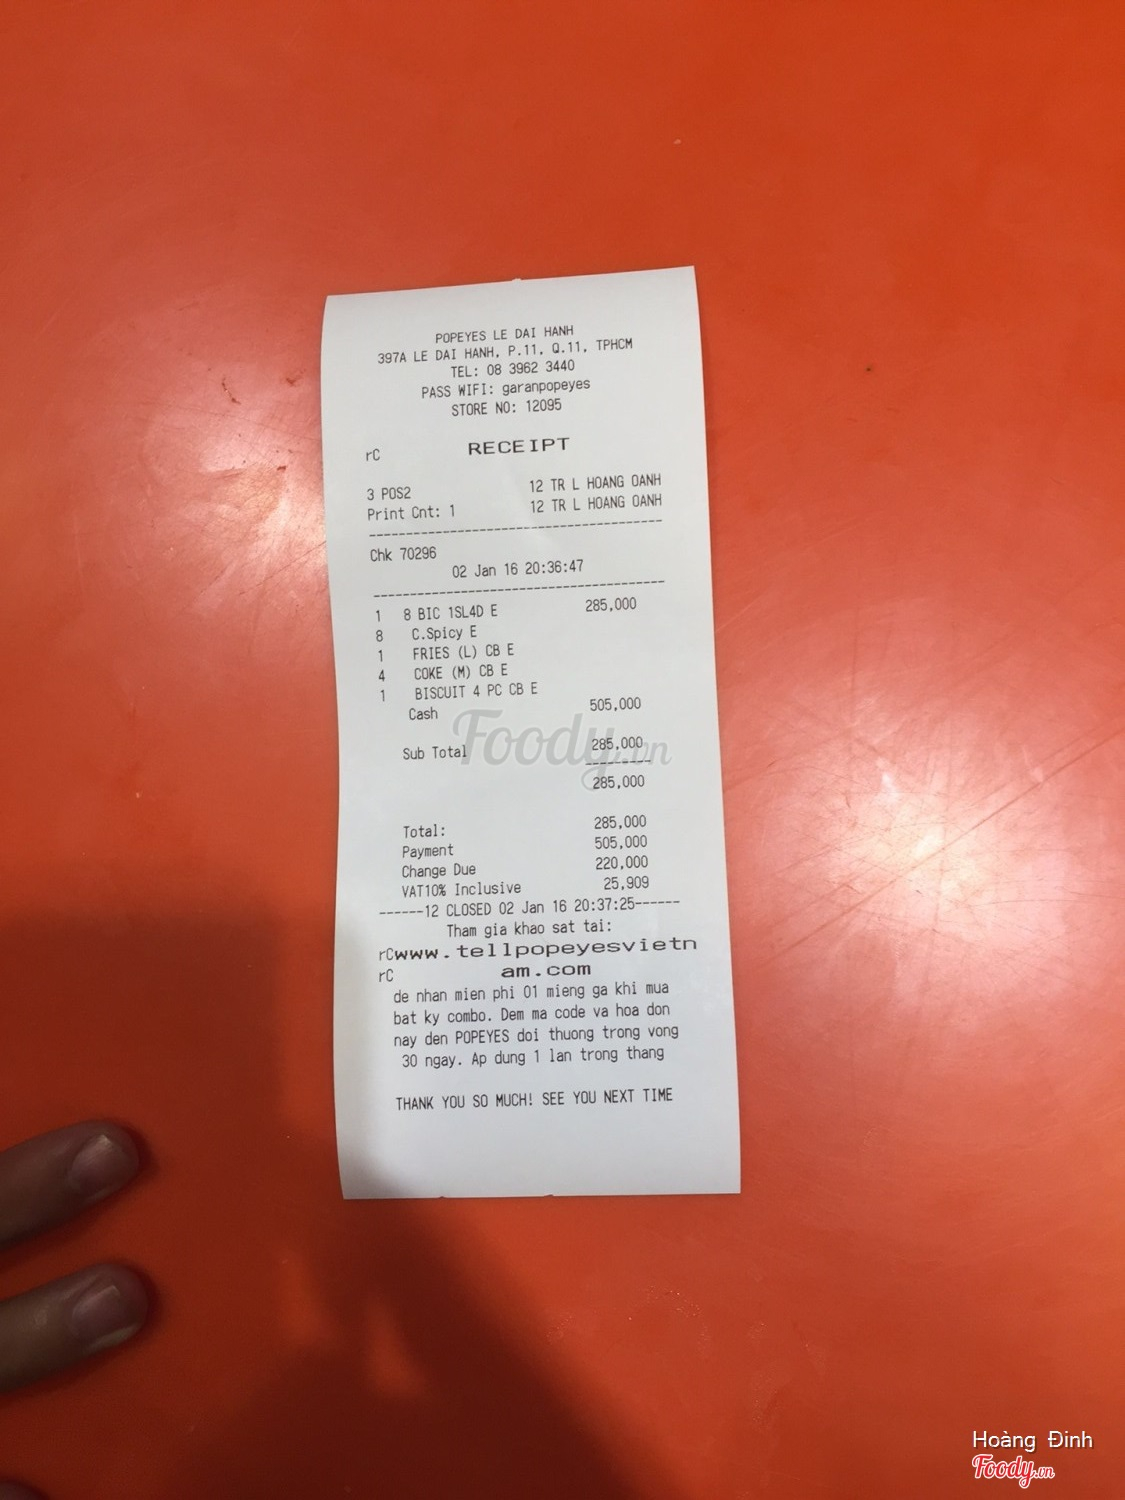 POPEYES LE DAI HANH
397A LE DAI HANH, P.11, Q.11, TPHCM
TEL: 08 3962 3440
PASS WIFI: garanpopeyes
STORE NO: 12095
rC RECEIPT
3 POS2 12 TR L HOANG OANH
Print Cnt: 1 12 TR L HOANG OANH
Chk 70296
02 Jan 16 20:36:47
1 8 BIC 1SL4D E 285,000
8 C.Spicy E
1 FRIES (L) CB E
4 COKE (M) CB E
1 BISCUIT 4 PC CB E
Cash 505,000
Foody.vn
Sub Total 285,000
285,000
Total: 285,000
Payment 505,000
Change Due 220,000
VAT10% Inclusive 25,909
------12 CLOSED 02 Jan 16 20:37:25------
Tham gia khao sat tai:
rCwww.tellpopeyesvietn
rC am.com
de nhan mien phi 01 mieng ga khi mua
bat ky combo. Dem ma code va hoa don
nay den POPEYES doi thuong trong vong
30 ngay. Ap dung 1 lan trong thang
THANK YOU SO MUCH! SEE YOU NEXT TIME
Hoàng Đinh
Foody.vn